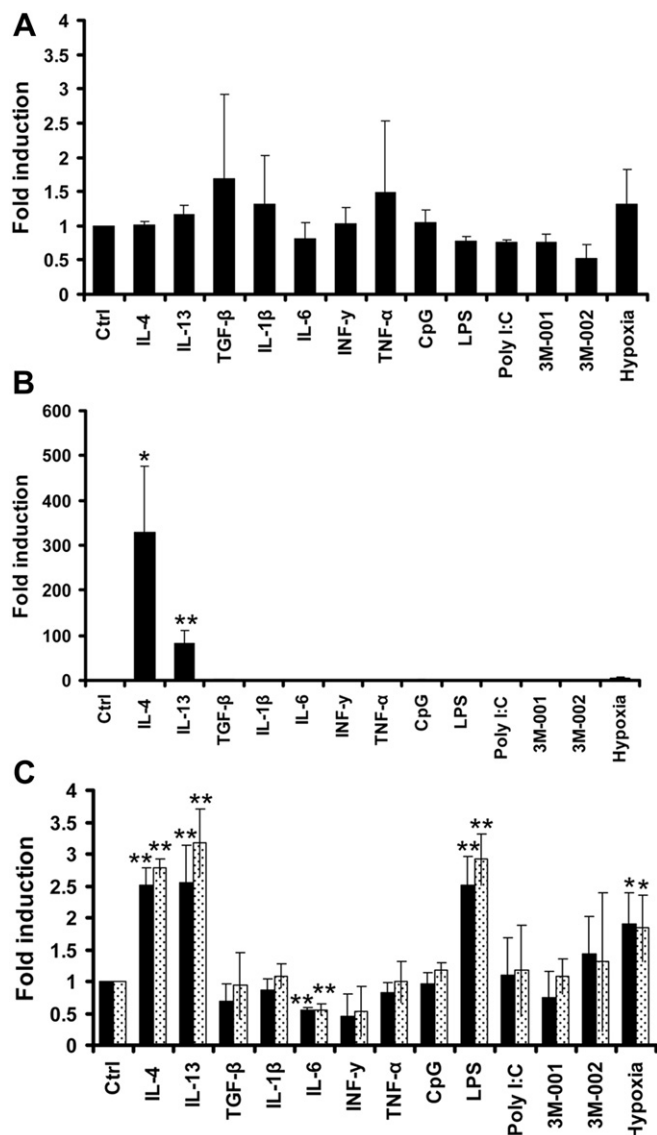 A
Fold induction
4
3.5
3
2.5
2
1.5
1
0.5
0
Ctrl
IL-4
IL-13
TGF-β
IL-1β
IL-6
INF-y
TNF-α
CpG
LPS
Poly I:C
3M-001
3M-002
Hypoxia
B
Fold induction
600
500
400
300
200
100
0
*
**
Ctrl
IL-4
IL-13
TGF-β
IL-1β
IL-6
INF-y
TNF-α
CpG
LPS
Poly I:C
3M-001
3M-002
Hypoxia
C
Fold induction
4
3.5
3
2.5
2
1.5
1
0.5
0
** **
** **
** **
** **
* *
Ctrl
IL-4
IL-13
TGF-β
IL-1β
IL-6
INF-y
TNF-α
CpG
LPS
Poly I:C
3M-001
3M-002
Hypoxia